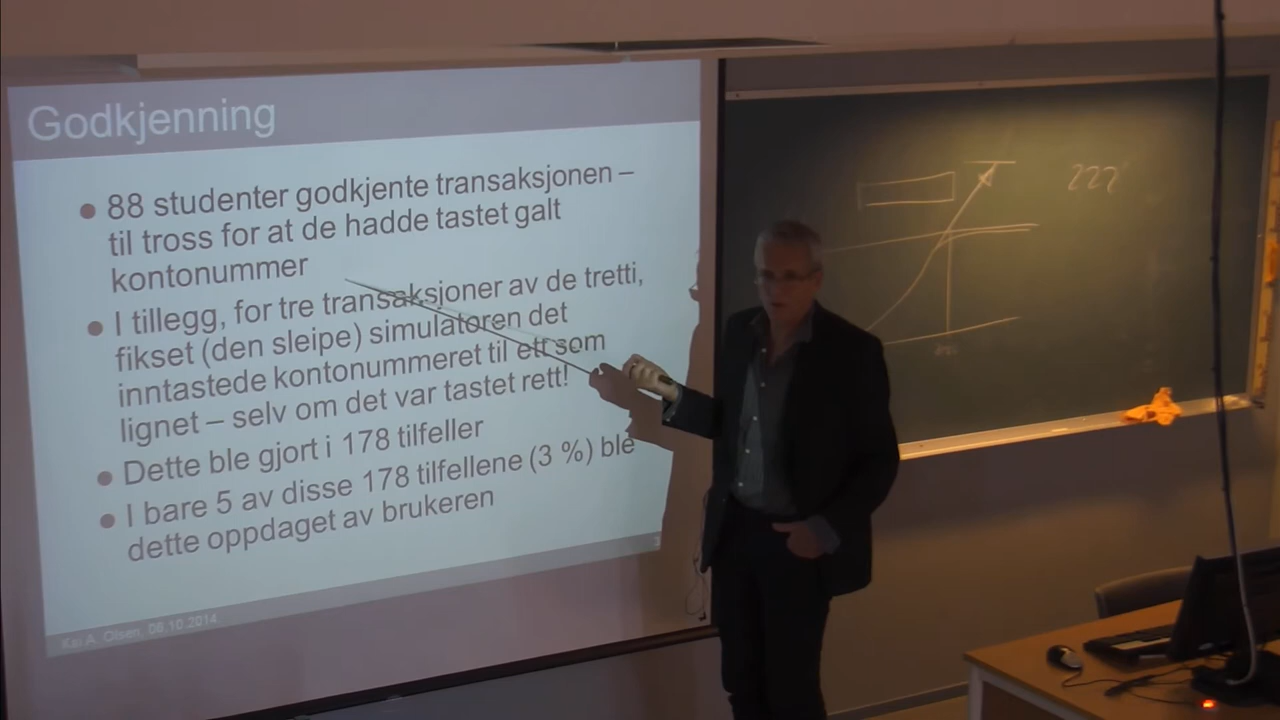 Godkjenning
88 studenter godkjente transaksjonen –
til tross for at de hadde tastet galt
kontonummer
I tillegg, for tre transaksjoner av de tretti,
fikset (den sleipe) simulatoren det
inntastede kontonummeret til ett som
lignet – selv om det var tastet rett!
Dette ble gjort i 178 tilfeller
I bare 5 av disse 178 tilfellene (3 %) ble
dette oppdaget av brukeren
Kai A. Olsen, 06.10.2014
222